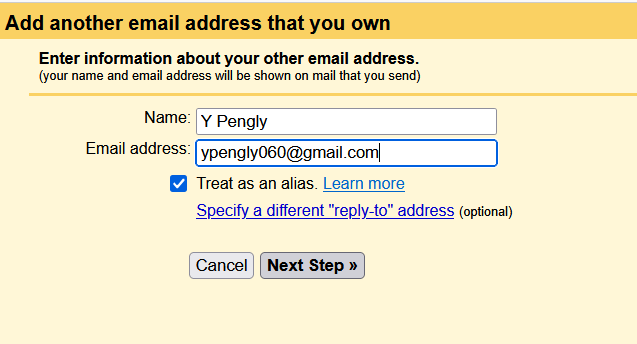 Add another email address that you own
Enter information about your other email address.
(your name and email address will be shown on mail that you send)
Name: Y Pengly
Email address: ypengly060@gmail.com
Treat as an alias. Learn more
Specify a different "reply-to" address (optional)
Cancel Next Step »